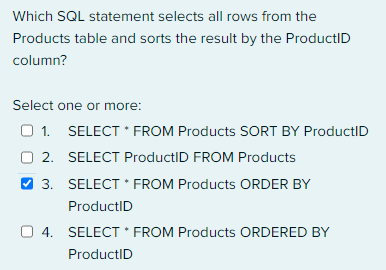 Which SQL statement selects all rows from the
Products table and sorts the result by the ProductID
column?
Select one or more:
1. SELECT * FROM Products SORT BY ProductID
2. SELECT ProductID FROM Products
3. SELECT * FROM Products ORDER BY
ProductID
4. SELECT * FROM Products ORDERED BY
ProductID